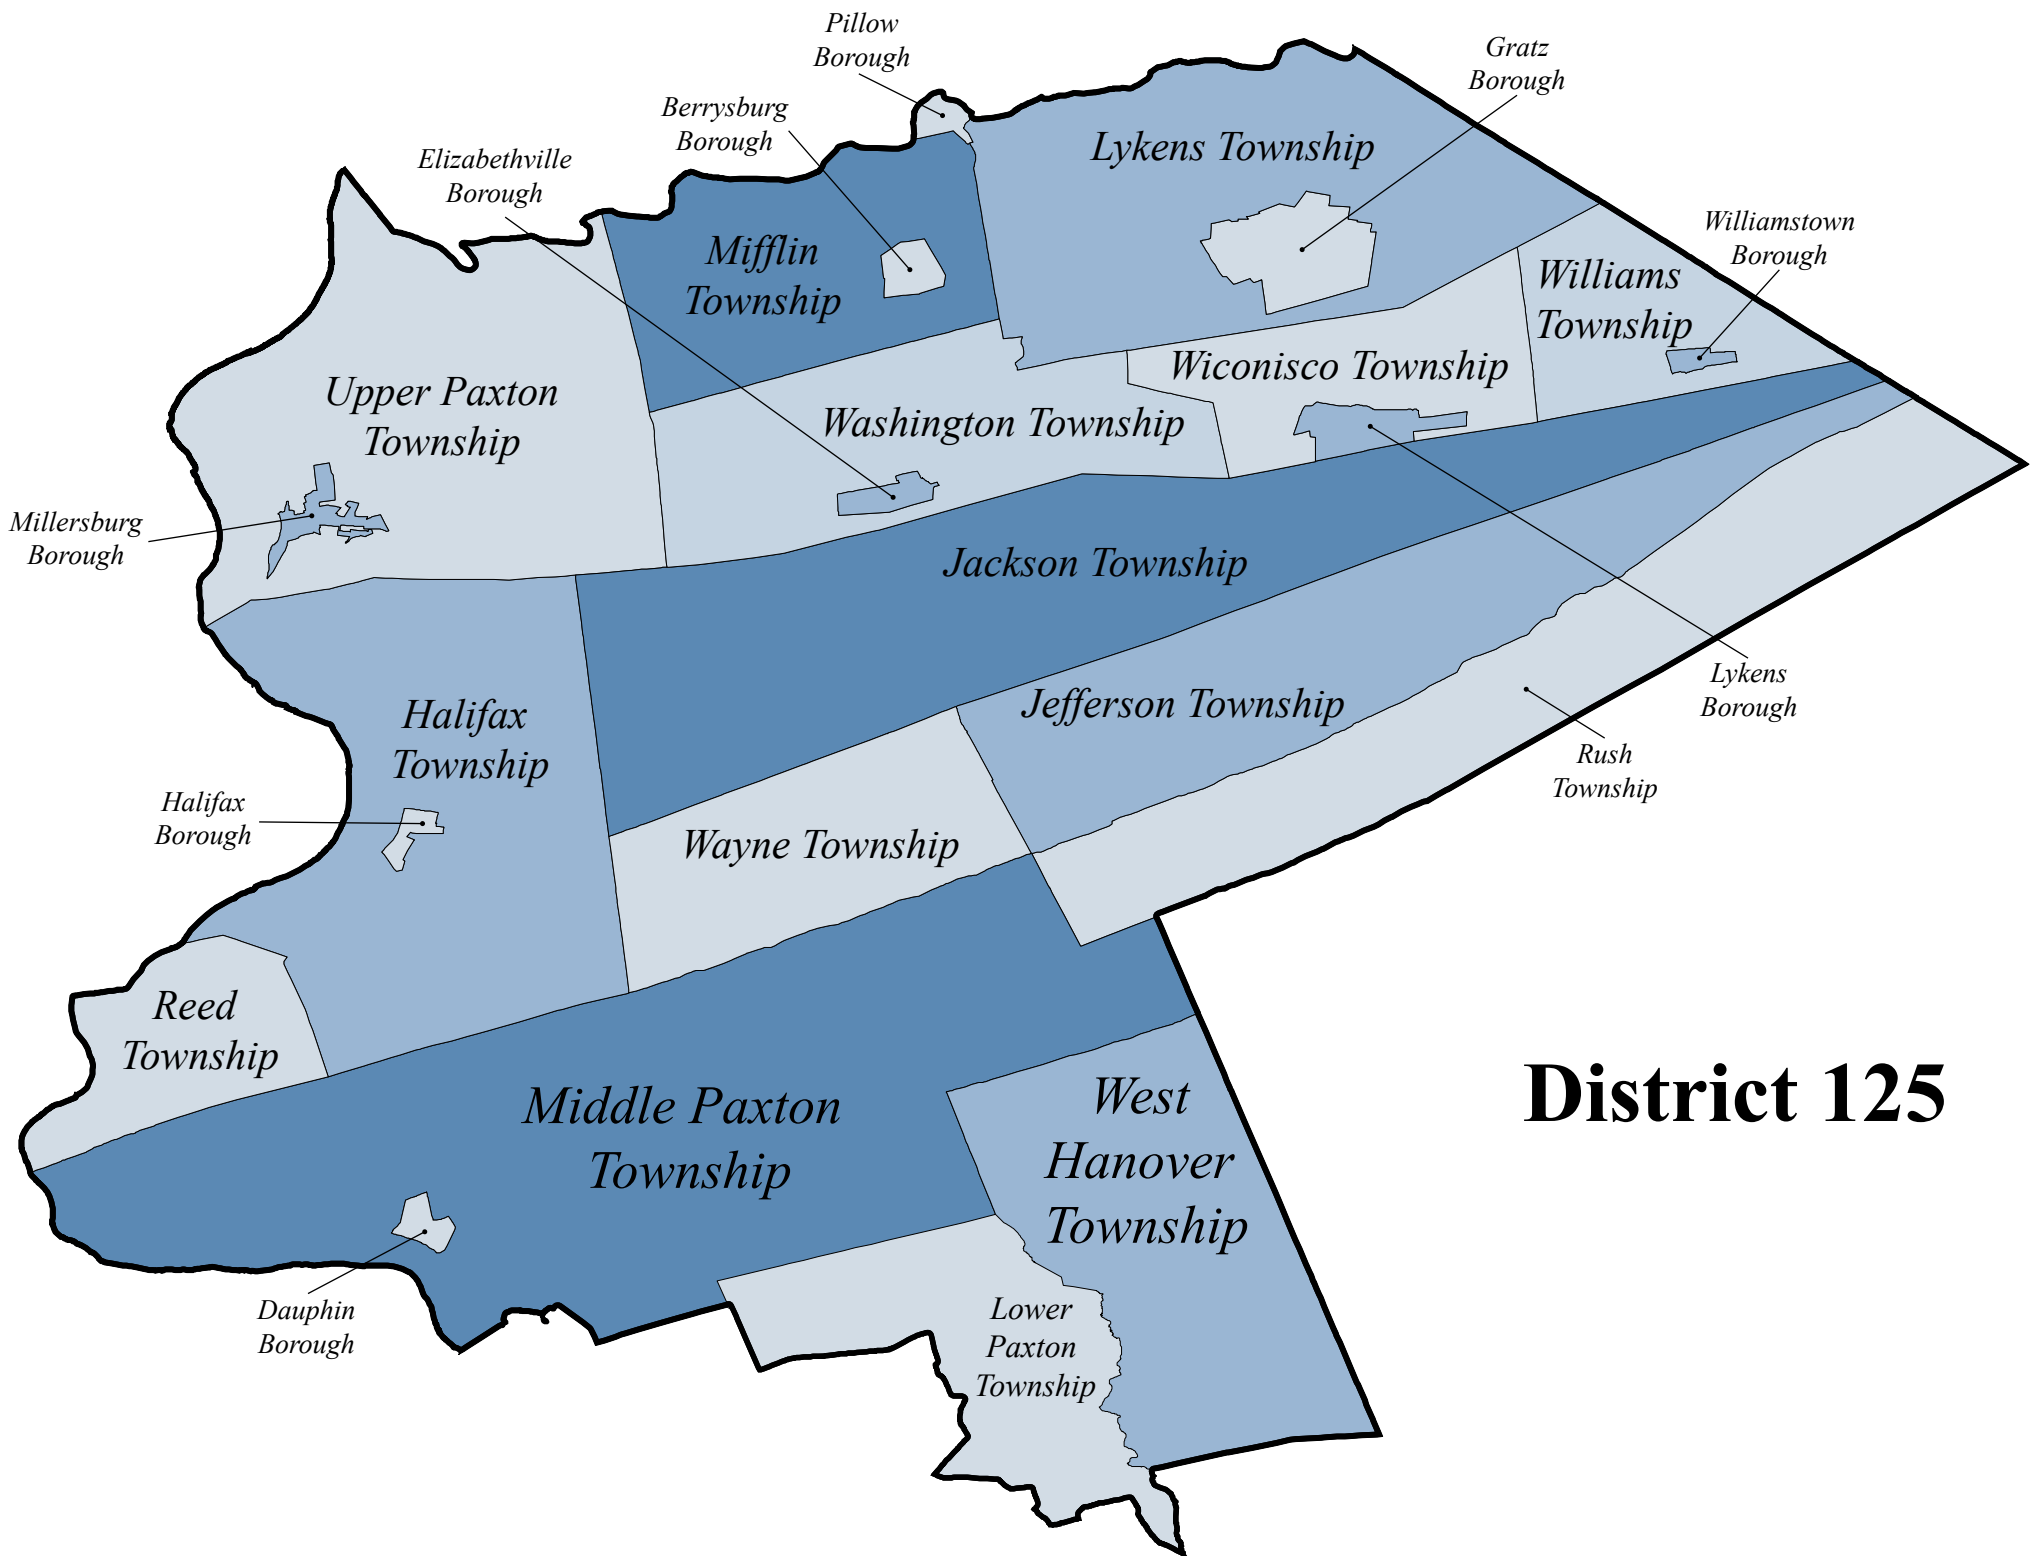 Pillow
Borough
Gratz
Borough
Berrysburg
Borough
Lykens Township
Elizabethville
Borough
Williamstown
Borough
Mifflin
Township
Williams
Township
Upper Paxton
Township
Wiconisco Township
Washington Township
Millersburg
Borough
Jackson Township
Lykens
Borough
Halifax
Township
Jefferson Township
Rush
Township
Halifax
Borough
Wayne Township
Reed
Township
Middle Paxton
Township
West
Hanover
Township
District 125
Dauphin
Borough
Lower
Paxton
Township